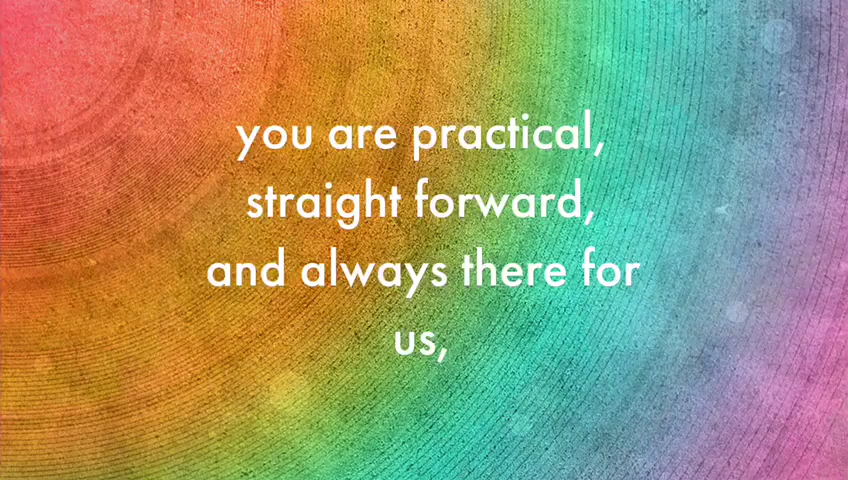 you are practical,
straight forward,
and always there for
us,